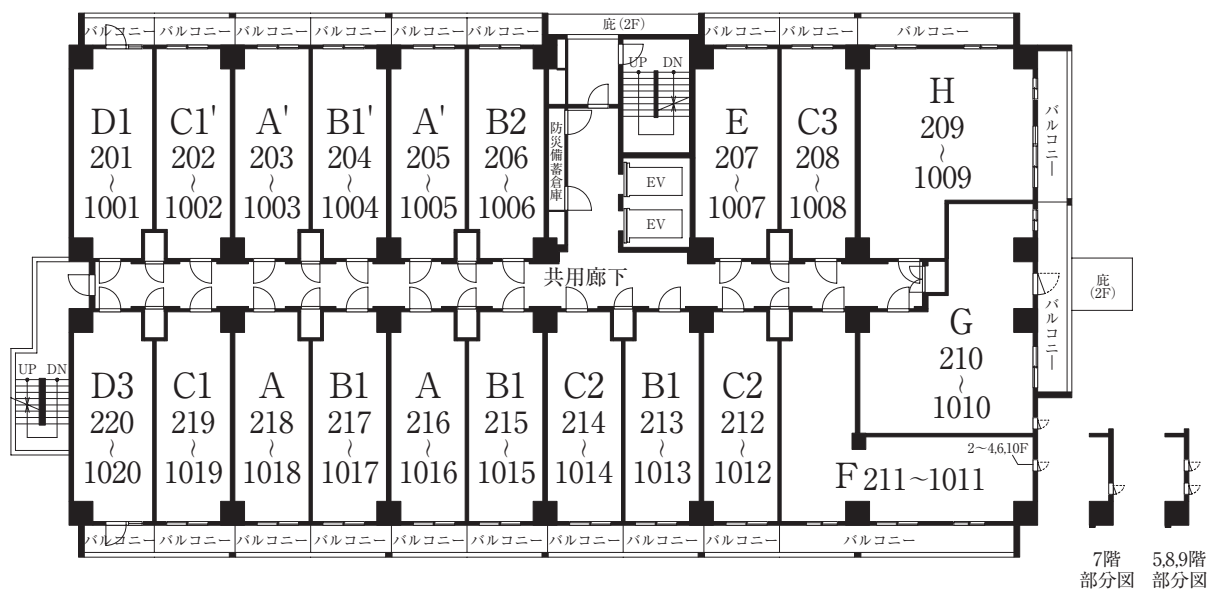 庇(2F)
バルコニー
バルコニー
バルコニー
バルコニー
バルコニー
バルコニー
バルコニー
バルコニー
バルコニー
UP DN
D1
201
〜
1001
C1'
202
〜
1002
A'
203
〜
1003
B1'
204
〜
1004
A'
205
〜
1005
B2
206
〜
1006
防災備蓄倉庫
EV
EV
E
207
〜
1007
C3
208
〜
1008
H
209
〜
1009
バルコニー
共用廊下
G
210
〜
1010
バルコニー
庇
(2F)
UP DN
D3
220
〜
1020
C1
219
〜
1019
A
218
〜
1018
B1
217
〜
1017
A
216
〜
1016
B1
215
〜
1015
C2
214
〜
1014
B1
213
〜
1013
C2
212
〜
1012
2〜4,6,10F
F 211〜1011
バルコニー
バルコニー
バルコニー
バルコニー
バルコニー
バルコニー
バルコニー
バルコニー
バルコニー
バルコニー
7階
部分図
5,8,9階
部分図